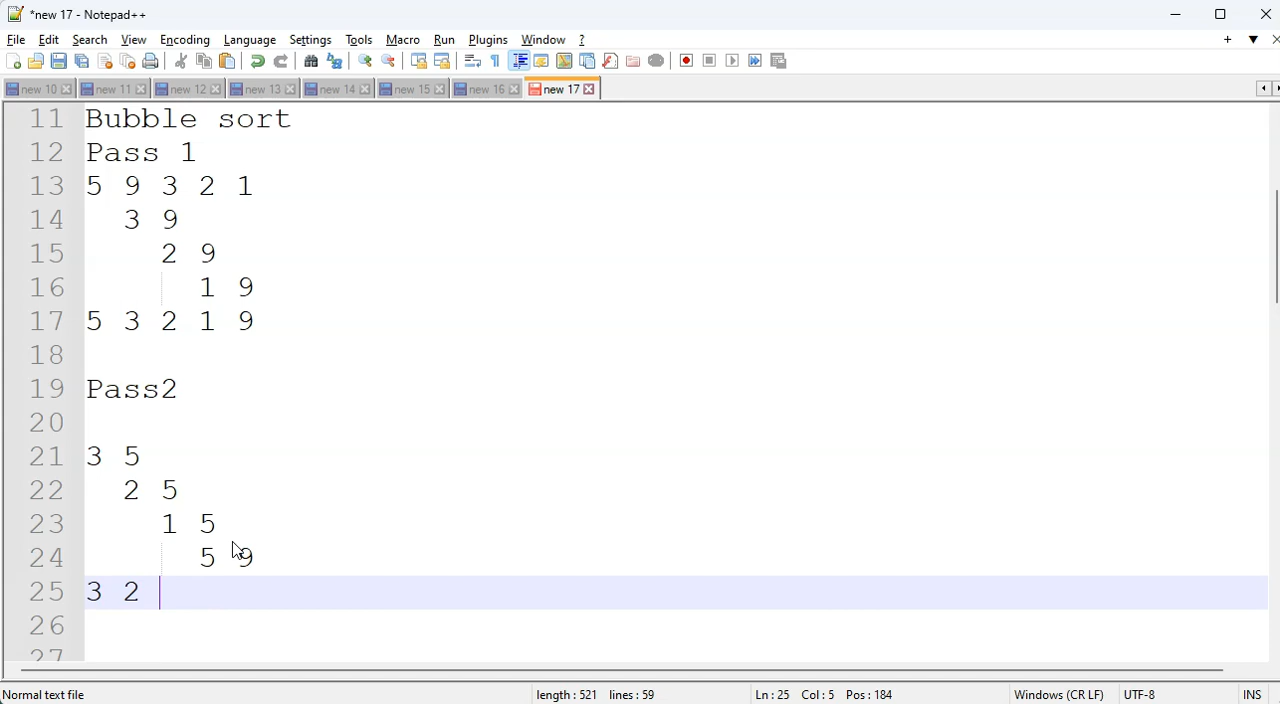 *new 17 - Notepad++
File Edit Search View Encoding Language Settings Tools Macro Run Plugins Window ?
new 10 new 11 new 12 new 13 new 14 new 15 new 16 new 17
11 Bubble sort
12 Pass 1
13 5 9 3 2 1
14 3 9
15 2 9
16 1 9
17 5 3 2 1 9
18
19 Pass2
20
21 3 5
22 2 5
23 1 5
24 5 9
25 3 2
26
27
Normal text file length : 521 lines : 59 Ln : 25 Col : 5 Pos : 184 Windows (CR LF) UTF-8 INS